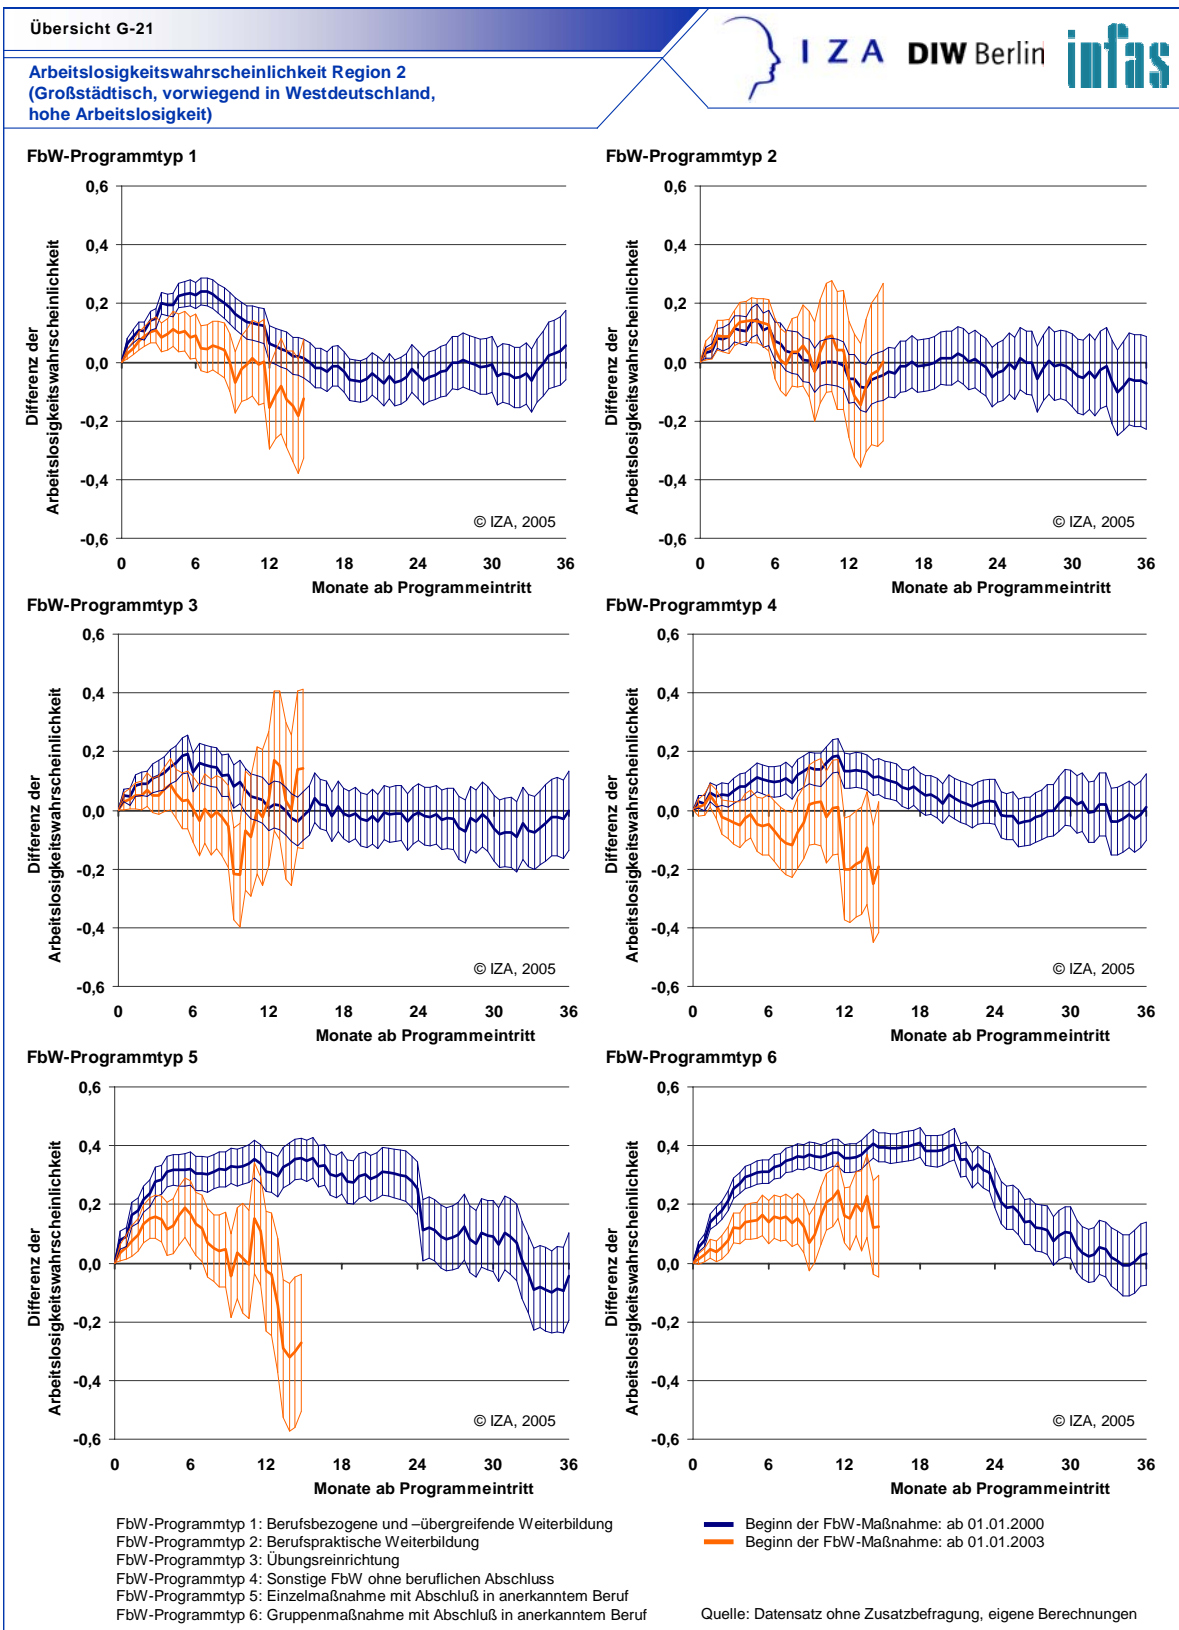 Übersicht G-21
IZA DIW Berlin infas
Arbeitslosigkeitswahrscheinlichkeit Region 2
(Großstädtisch, vorwiegend in Westdeutschland,
hohe Arbeitslosigkeit)
FbW-Programmtyp 1
Differenz der
Arbeitslosigkeitswahrscheinlichkeit
0,6
0,4
0,2
0,0
-0,2
-0,4
-0,6
© IZA, 2005
0 6 12 18 24 30 36
Monate ab Programmeintritt
FbW-Programmtyp 2
Differenz der
Arbeitslosigkeitswahrscheinlichkeit
0,6
0,4
0,2
0,0
-0,2
-0,4
-0,6
© IZA, 2005
0 6 12 18 24 30 36
Monate ab Programmeintritt
FbW-Programmtyp 3
Differenz der
Arbeitslosigkeitswahrscheinlichkeit
0,6
0,4
0,2
0,0
-0,2
-0,4
-0,6
© IZA, 2005
0 6 12 18 24 30 36
Monate ab Programmeintritt
FbW-Programmtyp 4
Differenz der
Arbeitslosigkeitswahrscheinlichkeit
0,6
0,4
0,2
0,0
-0,2
-0,4
-0,6
© IZA, 2005
0 6 12 18 24 30 36
Monate ab Programmeintritt
FbW-Programmtyp 5
Differenz der
Arbeitslosigkeitswahrscheinlichkeit
0,6
0,4
0,2
0,0
-0,2
-0,4
-0,6
© IZA, 2005
0 6 12 18 24 30 36
Monate ab Programmeintritt
FbW-Programmtyp 6
Differenz der
Arbeitslosigkeitswahrscheinlichkeit
0,6
0,4
0,2
0,0
-0,2
-0,4
-0,6
© IZA, 2005
0 6 12 18 24 30 36
Monate ab Programmeintritt
FbW-Programmtyp 1: Berufsbezogene und –übergreifende Weiterbildung
FbW-Programmtyp 2: Berufspraktische Weiterbildung
FbW-Programmtyp 3: Übungsreinrichtung
FbW-Programmtyp 4: Sonstige FbW ohne beruflichen Abschluss
FbW-Programmtyp 5: Einzelmaßnahme mit Abschluß in anerkanntem Beruf
FbW-Programmtyp 6: Gruppenmaßnahme mit Abschluß in anerkanntem Beruf
Beginn der FbW-Maßnahme: ab 01.01.2000
Beginn der FbW-Maßnahme: ab 01.01.2003
Quelle: Datensatz ohne Zusatzbefragung, eigene Berechnungen